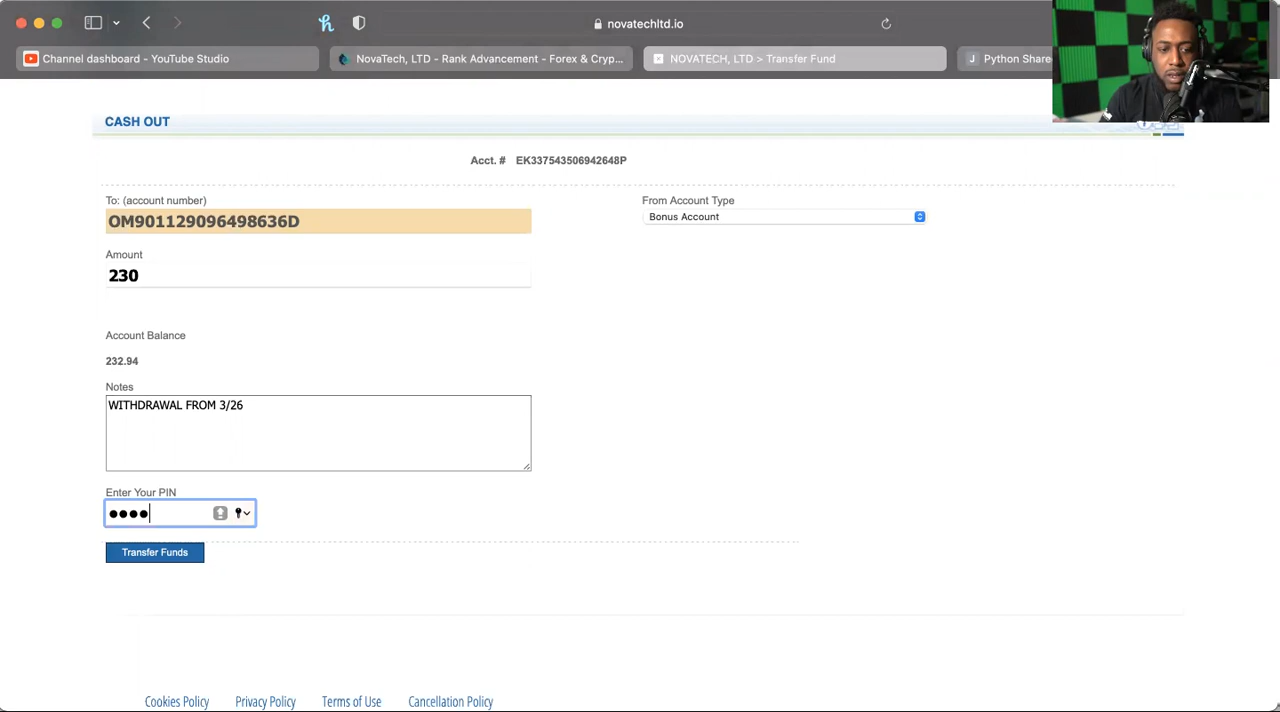 novatechltd.io
Channel dashboard - YouTube Studio
NovaTech, LTD - Rank Advancement - Forex & Cryp...
NOVATECH, LTD > Transfer Fund
Python Share
CASH OUT
Acct. # EK337543506942648P
To: (account number)
From Account Type
OM901129096498636D
Bonus Account
Amount
230
Account Balance
232.94
Notes
WITHDRAWAL FROM 3/26
Enter Your PIN
Transfer Funds
Cookies Policy
Privacy Policy
Terms of Use
Cancellation Policy